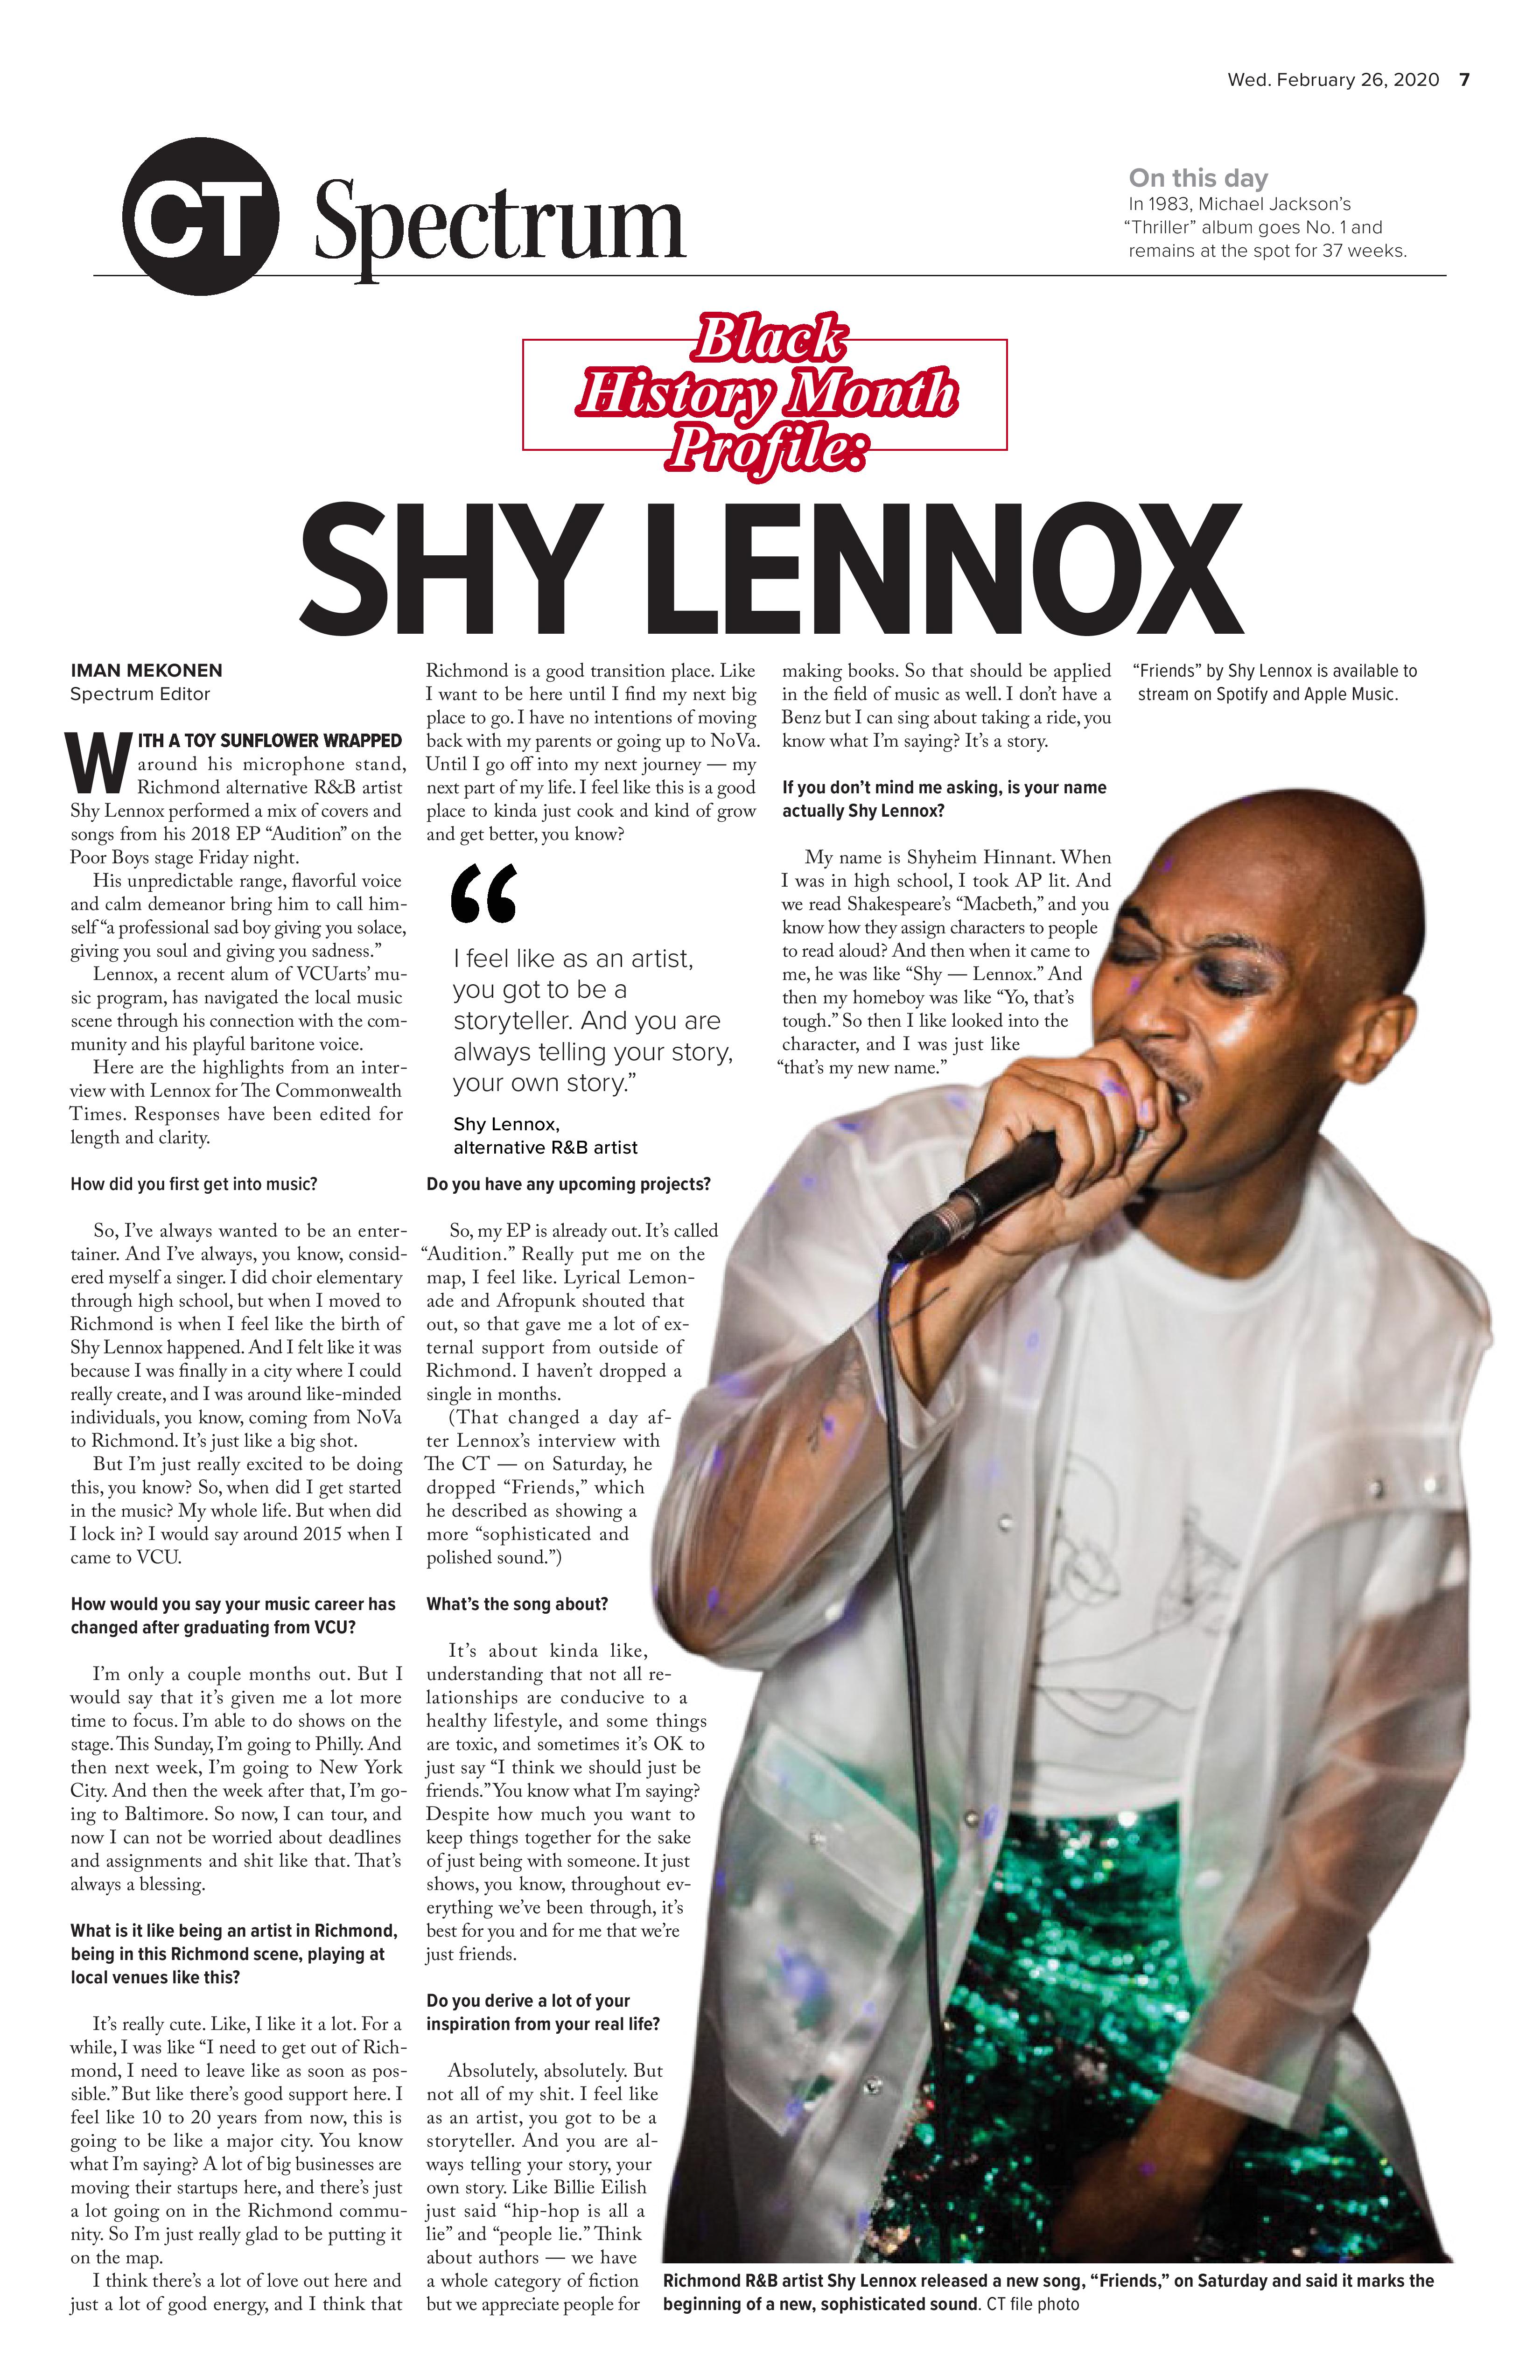 Wed. February 26, 2020 7
CT Spectrum
On this day
In 1983, Michael Jackson’s
“Thriller” album goes No. 1 and
remains at the spot for 37 weeks.
Black
History Month
Profile:
SHY LENNOX
IMAN MEKONEN
Spectrum Editor
WITH A TOY SUNFLOWER WRAPPED
around his microphone stand,
Richmond alternative R&B artist
Shy Lennox performed a mix of covers and
songs from his 2018 EP “Audition” on the
Poor Boys stage Friday night.
His unpredictable range, flavorful voice
and calm demeanor bring him to call him-
self “a professional sad boy giving you solace,
giving you soul and giving you sadness.”
Lennox, a recent alum of VCUarts’ mu-
sic program, has navigated the local music
scene through his connection with the com-
munity and his playful baritone voice.
Here are the highlights from an inter-
view with Lennox for The Commonwealth
Times. Responses have been edited for
length and clarity.
How did you first get into music?
So, I’ve always wanted to be an enter-
tainer. And I’ve always, you know, consid-
ered myself a singer. I did choir elementary
through high school, but when I moved to
Richmond is when I feel like the birth of
Shy Lennox happened. And I felt like it was
because I was finally in a city where I could
really create, and I was around like-minded
individuals, you know, coming from NoVa
to Richmond. It’s just like a big shot.
But I’m just really excited to be doing
this, you know? So, when did I get started
in the music? My whole life. But when did
I lock in? I would say around 2015 when I
came to VCU.
How would you say your music career has
changed after graduating from VCU?
I’m only a couple months out. But I
would say that it’s given me a lot more
time to focus. I’m able to do shows on the
stage. This Sunday, I’m going to Philly. And
then next week, I’m going to New York
City. And then the week after that, I’m go-
ing to Baltimore. So now, I can tour, and
now I can not be worried about deadlines
and assignments and shit like that. That’s
always a blessing.
What is it like being an artist in Richmond,
being in this Richmond scene, playing at
local venues like this?
It’s really cute. Like, I like it a lot. For a
while, I was like “I need to get out of Rich-
mond, I need to leave like as soon as pos-
sible.” But like there’s good support here. I
feel like 10 to 20 years from now, this is
going to be like a major city. You know
what I’m saying? A lot of big businesses are
moving their startups here, and there’s just
a lot going on in the Richmond commu-
nity. So I’m just really glad to be putting it
on the map.
I think there’s a lot of love out here and
just a lot of good energy, and I think that
Richmond is a good transition place. Like
I want to be here until I find my next big
place to go. I have no intentions of moving
back with my parents or going up to NoVa.
Until I go off into my next journey — my
next part of my life. I feel like this is a good
place to kinda just cook and kind of grow
and get better, you know?
“
I feel like as an artist,
you got to be a
storyteller. And you are
always telling your story,
your own story.”
Shy Lennox,
alternative R&B artist
Do you have any upcoming projects?
So, my EP is already out. It’s called
“Audition.” Really put me on the
map, I feel like. Lyrical Lemon-
ade and Afropunk shouted that
out, so that gave me a lot of ex-
ternal support from outside of
Richmond. I haven’t dropped a
single in months.
(That changed a day af-
ter Lennox’s interview with
The CT — on Saturday, he
dropped “Friends,” which
he described as showing a
more “sophisticated and
polished sound.”)
What’s the song about?
It’s about kinda like,
understanding that not all re-
lationships are conducive to a
healthy lifestyle, and some things
are toxic, and sometimes it’s OK to
just say “I think we should just be
friends.” You know what I’m saying?
Despite how much you want to
keep things together for the sake
of just being with someone. It just
shows, you know, throughout ev-
erything we’ve been through, it’s
best for you and for me that we’re
just friends.
Do you derive a lot of your
inspiration from your real life?
Absolutely, absolutely. But
not all of my shit. I feel like
as an artist, you got to be a
storyteller. And you are al-
ways telling your story, your
own story. Like Billie Eilish
just said “hip-hop is all a
lie” and “people lie.” Think
about authors — we have
a whole category of fiction
but we appreciate people for
making books. So that should be applied
in the field of music as well. I don’t have a
Benz but I can sing about taking a ride, you
know what I’m saying? It’s a story.
If you don’t mind me asking, is your name
actually Shy Lennox?
My name is Shyheim Hinnant. When
I was in high school, I took AP lit. And
we read Shakespeare’s “Macbeth,” and you
know how they assign characters to people
to read aloud? And then when it came to
me, he was like “Shy — Lennox.” And
then my homeboy was like “Yo, that’s
tough.” So then I like looked into the
character, and I was just like
“that’s my new name.”
“Friends” by Shy Lennox is available to
stream on Spotify and Apple Music.
Richmond R&B artist Shy Lennox released a new song, “Friends,” on Saturday and said it marks the
beginning of a new, sophisticated sound. CT file photo